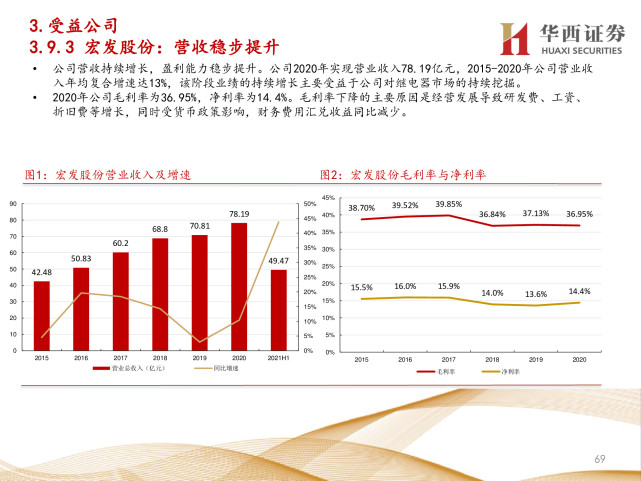 3.受益公司
3.9.3 宏发股份：营收稳步提升
华西证券
HUAXI SECURITIES
• 公司营收持续增长，盈利能力稳步提升。公司2020年实现营业收入78.19亿元，2015-2020年公司营业收
入年均复合增速达13%，该阶段业绩的持续增长主要受益于公司对继电器市场的持续挖掘。
• 2020年公司毛利率为36.95%，净利率为14.4%。毛利率下降的主要原因是经营发展导致研发费、工资、
折旧费等增长，同时受货币政策影响，财务费用汇兑收益同比减少。
图1：宏发股份营业收入及增速
90
80
70
60
50
40
30
20
10
0
42.48
50.83
60.2
68.8
70.81
78.19
49.47
50%
45%
40%
35%
30%
25%
20%
15%
10%
5%
0%
2015 2016 2017 2018 2019 2020 2021H1
营业总收入（亿元） 同比增速
图2：宏发股份毛利率与净利率
45%
40%
35%
30%
25%
20%
15%
10%
5%
0%
38.70% 39.52% 39.85% 36.84% 37.13% 36.95%
15.5% 16.0% 15.9% 14.0% 13.6% 14.4%
2015 2016 2017 2018 2019 2020
毛利率 净利率
69